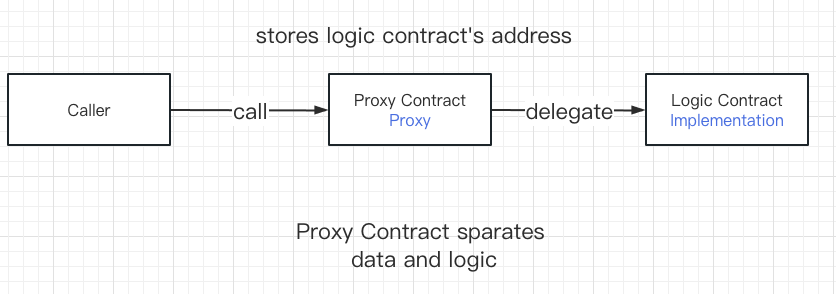 stores logic contract's address
Caller
call
Proxy Contract
Proxy
delegate
Logic Contract
Implementation
Proxy Contract sparates
data and logic